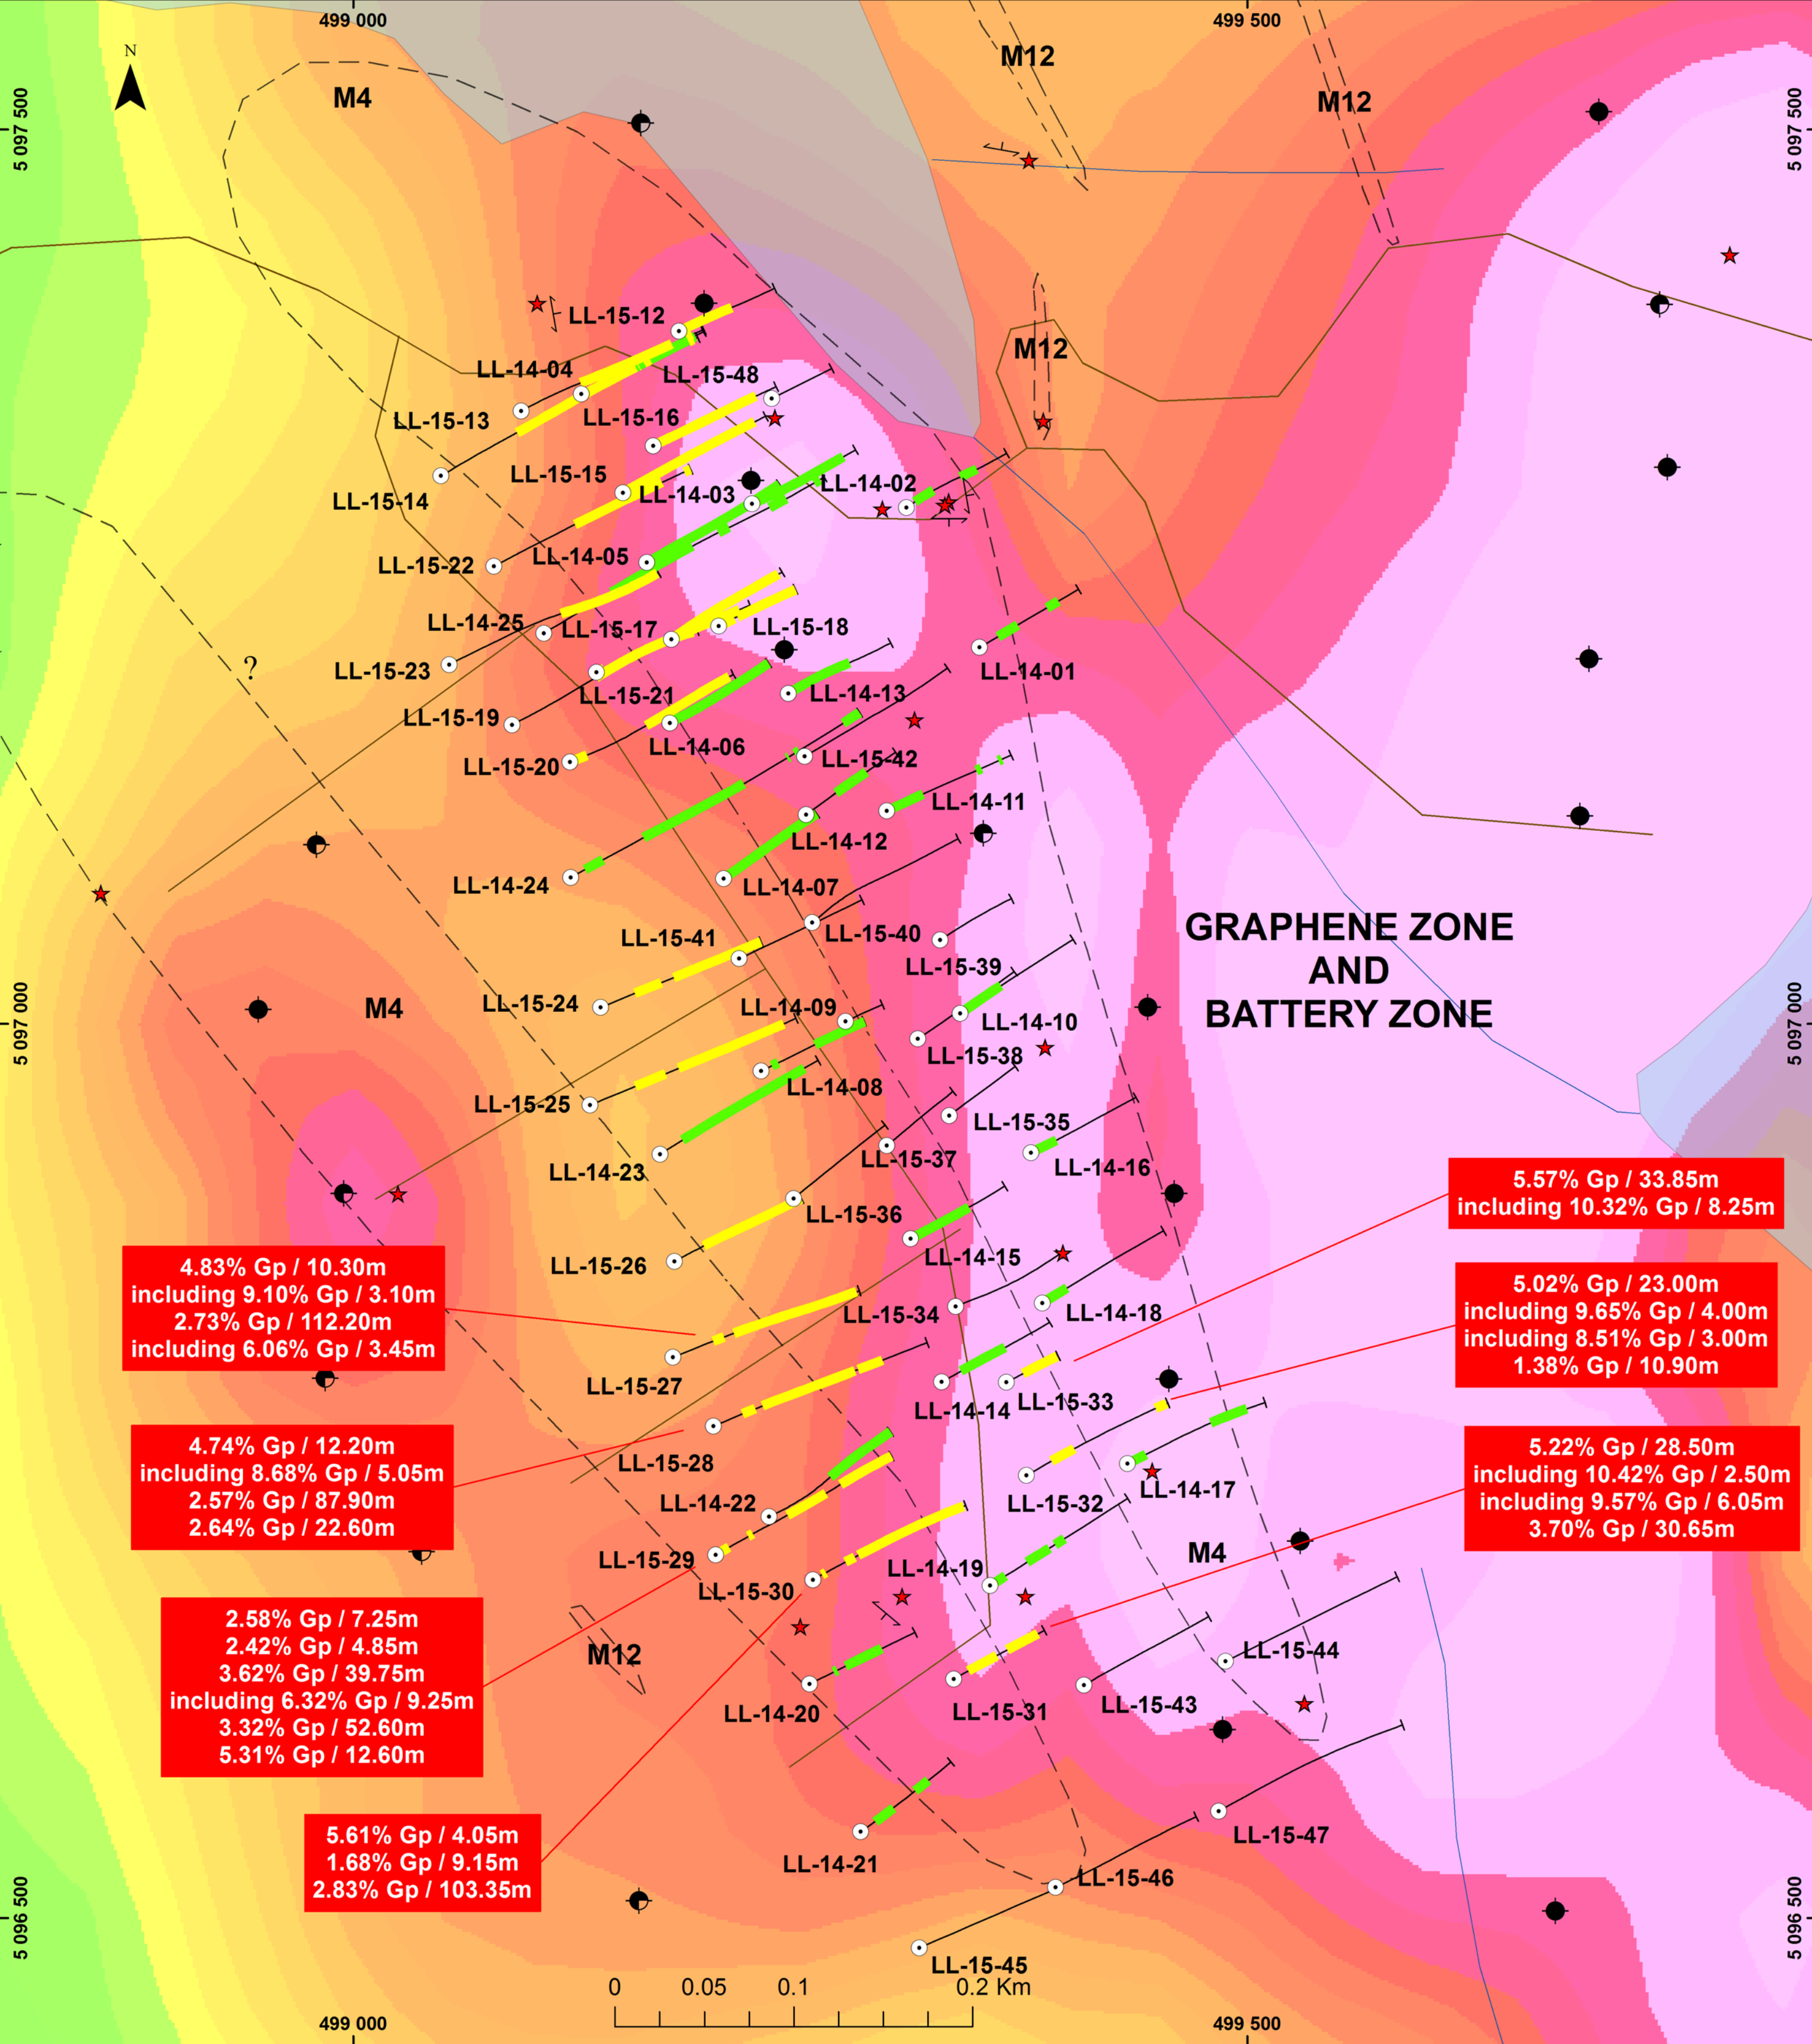 499 000
499 500
N
M12
M4
M12
5 097 500
5 097 500
LL-15-12
M12
LL-14-04
LL-15-48
LL-15-13
LL-15-16
LL-15-15
LL-14-02
LL-14-03
LL-15-14
LL-14-05
LL-15-22
LL-14-25
LL-15-17
LL-15-18
?
LL-15-23
LL-14-01
LL-15-21
LL-14-13
LL-15-19
LL-14-06
LL-15-42
LL-15-20
LL-14-11
LL-14-12
LL-14-24
LL-14-07
GRAPHENE ZONE
AND
BATTERY ZONE
LL-15-41
LL-15-40
LL-15-39
LL-15-24
M4
LL-14-09
LL-14-10
5 097 000
5 097 000
LL-15-38
LL-14-08
LL-15-25
LL-15-35
LL-14-23
LL-15-37
LL-14-16
5.57% Gp / 33.85m
including 10.32% Gp / 8.25m
LL-15-36
LL-14-15
LL-15-26
4.83% Gp / 10.30m
including 9.10% Gp / 3.10m
2.73% Gp / 112.20m
including 6.06% Gp / 3.45m
5.02% Gp / 23.00m
including 9.65% Gp / 4.00m
including 8.51% Gp / 3.00m
1.38% Gp / 10.90m
LL-15-34
LL-14-18
LL-15-27
LL-14-14
LL-15-33
4.74% Gp / 12.20m
including 8.68% Gp / 5.05m
2.57% Gp / 87.90m
2.64% Gp / 22.60m
5.22% Gp / 28.50m
including 10.42% Gp / 2.50m
including 9.57% Gp / 6.05m
3.70% Gp / 30.65m
LL-15-28
LL-14-22
LL-15-32
LL-14-17
LL-15-29
LL-14-19
M4
LL-15-30
2.58% Gp / 7.25m
2.42% Gp / 4.85m
3.62% Gp / 39.75m
including 6.32% Gp / 9.25m
3.32% Gp / 52.60m
5.31% Gp / 12.60m
M12
LL-15-44
LL-14-20
LL-15-31
LL-15-43
5.61% Gp / 4.05m
1.68% Gp / 9.15m
2.83% Gp / 103.35m
LL-15-47
LL-14-21
LL-15-46
5 096 500
5 096 500
LL-15-45
0 0.05 0.1 0.2 Km
499 000
499 500